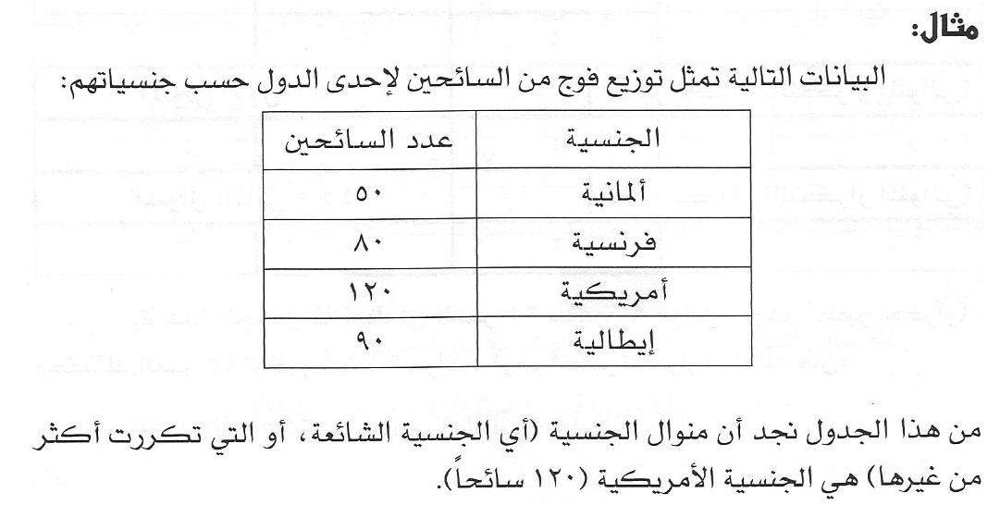 مثال:
البيانات التالية تمثل توزيع فوج من السائحين لإحدى الدول حسب جنسياتهم:
الجنسية عدد السائحين
ألمانية ٥٠
فرنسية ٨٠
أمريكية ١٢٠
إيطالية ٩٠
من هذا الجدول نجد أن منوال الجنسية (أي الجنسية الشائعة، أو التي تكررت أكثر
من غيرها) هي الجنسية الأمريكية (١٢٠ سائحاً).